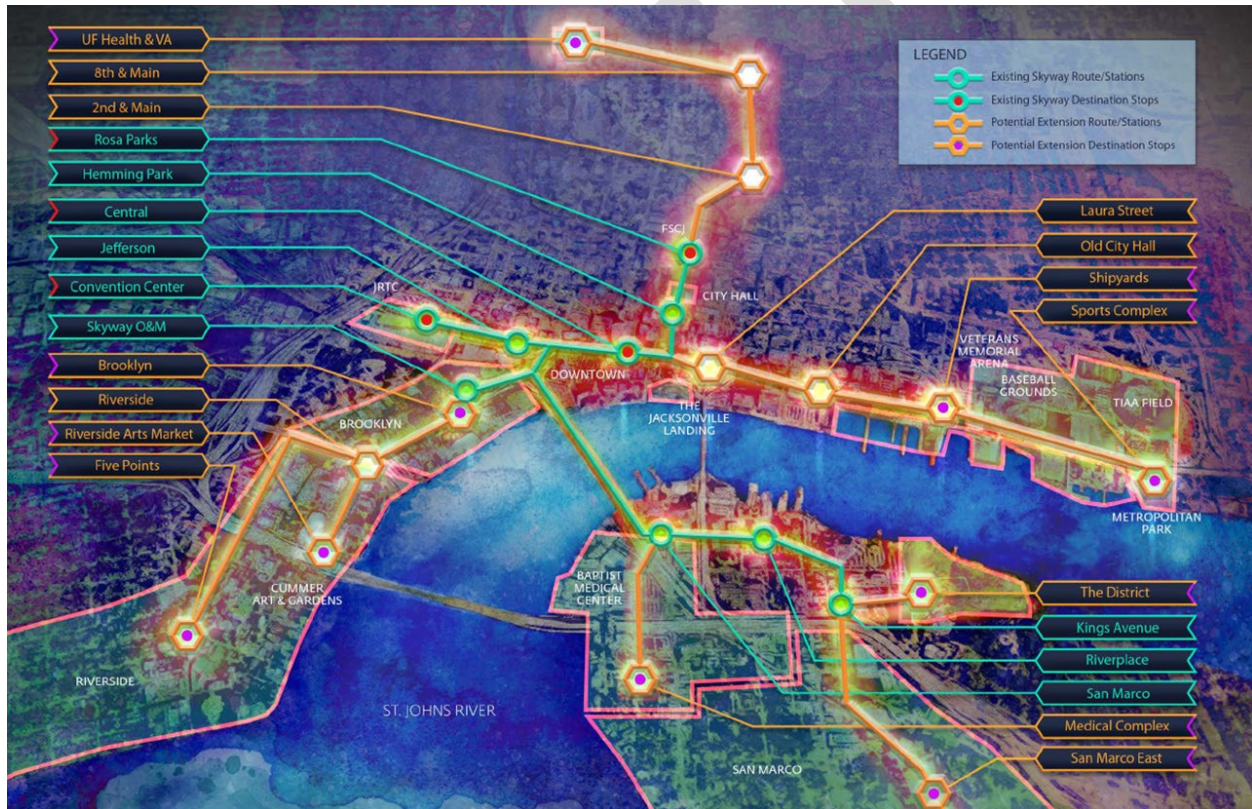 UF Health & VA
8th & Main
2nd & Main
Rosa Parks
Hemming Park
Central
Jefferson
Convention Center
Skyway O&M
Brooklyn
Riverside
Riverside Arts Market
Five Points
LEGEND
Existing Skyway Route/Stations
Existing Skyway Destination Stops
Potential Extension Route/Stations
Potential Extension Destination Stops
Laura Street
Old City Hall
Shipyards
Sports Complex
FSCJ
CITY HALL
JRTC
DOWNTOWN
THE
JACKSONVILLE
LANDING
VETERANS
MEMORIAL
ARENA
BASEBALL
GROUNDS
TIAA FIELD
METROPOLITAN
PARK
BROOKLYN
CUMMER
ART & GARDENS
RIVERSIDE
ST. JOHNS RIVER
BAPTIST
MEDICAL
CENTER
SAN MARCO
The District
Kings Avenue
Riverplace
San Marco
Medical Complex
San Marco East